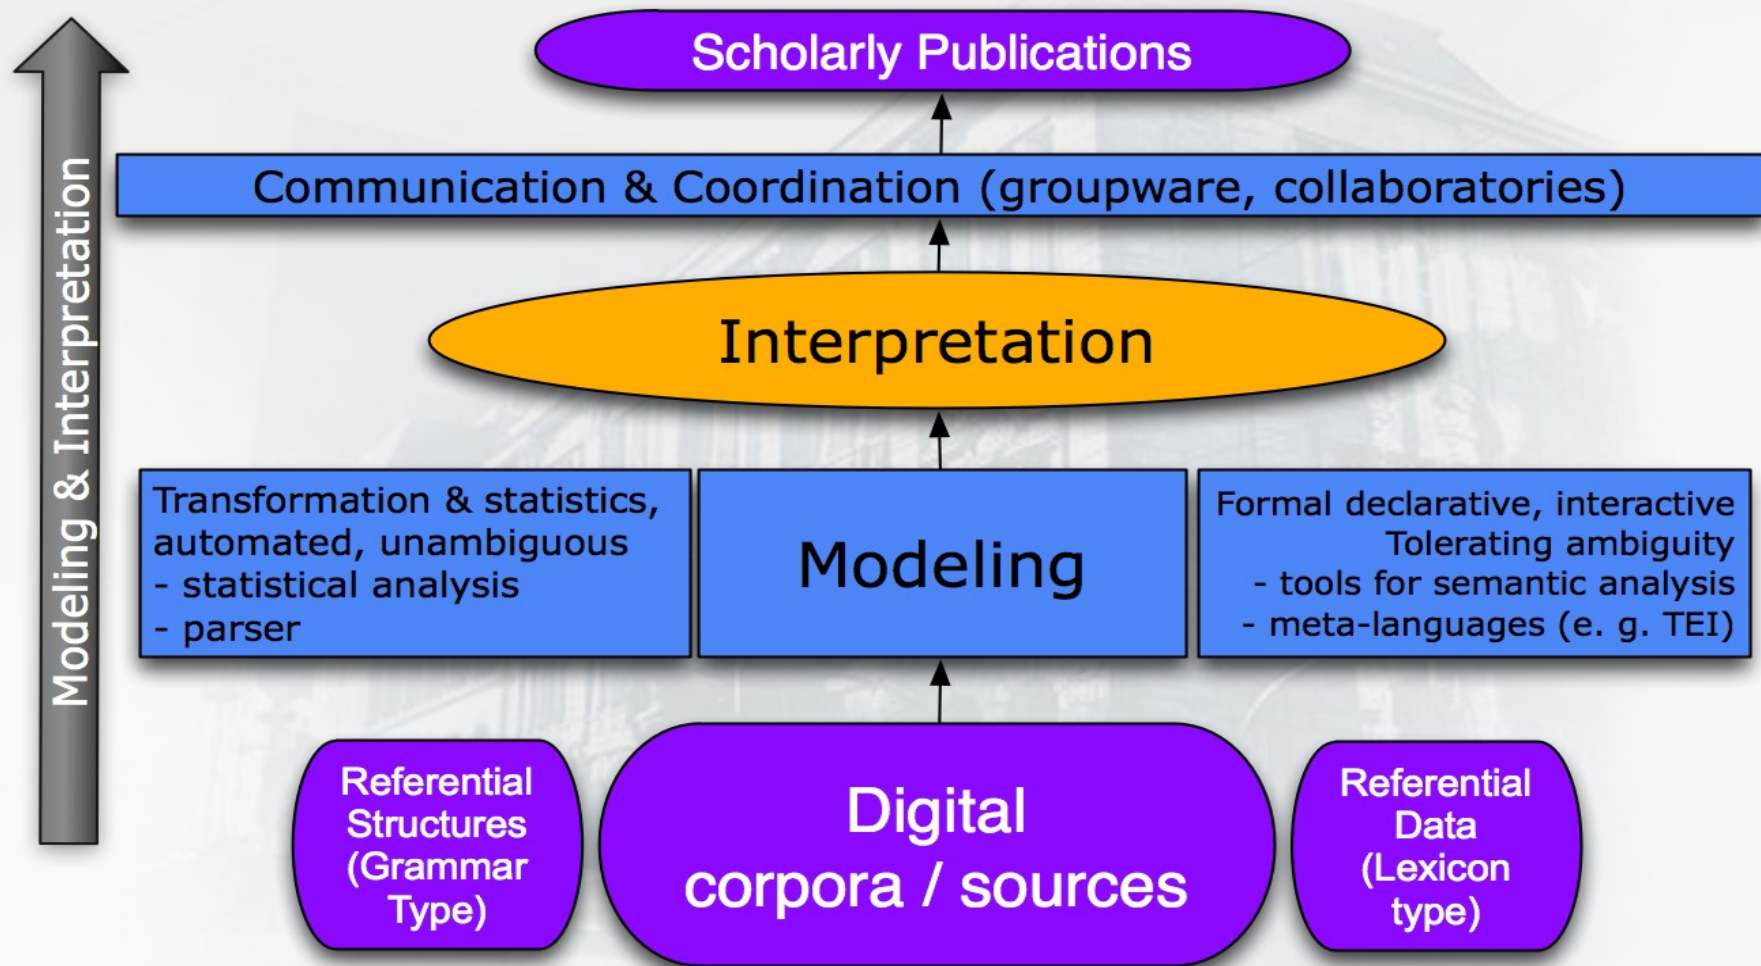 Scholarly Publications
Communication & Coordination (groupware, collaboratories)
Interpretation
Modeling & Interpretation
Transformation & statistics,
automated, unambiguous
- statistical analysis
- parser
Modeling
Formal declarative, interactive
Tolerating ambiguity
- tools for semantic analysis
- meta-languages (e. g. TEI)
Referential
Structures
(Grammar
Type)
Digital
corpora / sources
Referential
Data
(Lexicon
type)